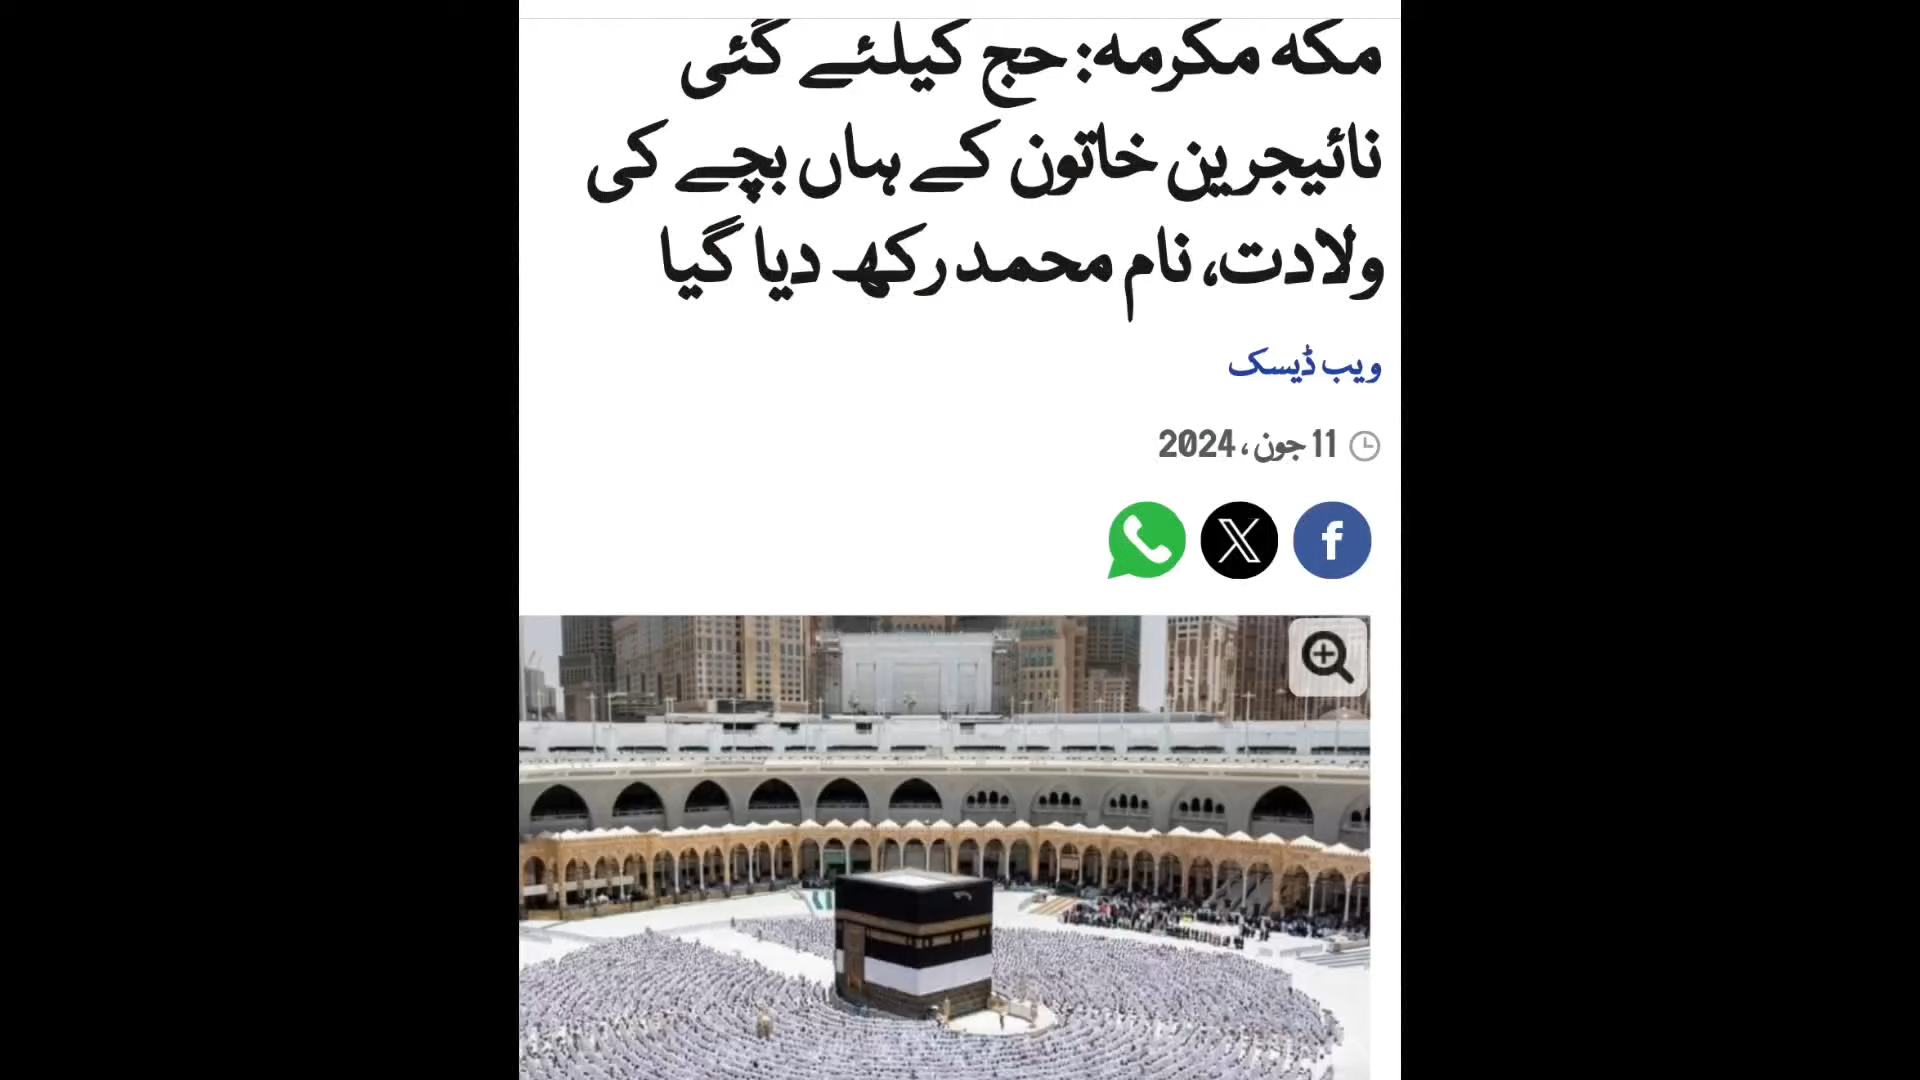 مکہ مکرمہ: حج کیلئے گئی
نائیجرین خاتون کے ہاں بچے کی
ولادت، نام محمد رکھ دیا گیا
ویب ڈیسک
11 جون ، 2024